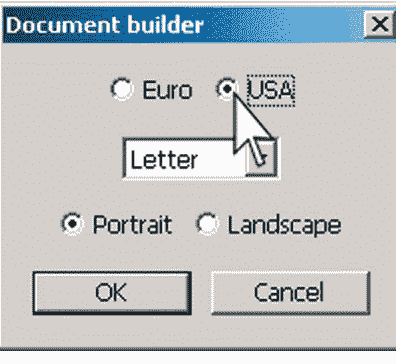 Document builder
Euro USA
Letter
Portrait Landscape
OK Cancel